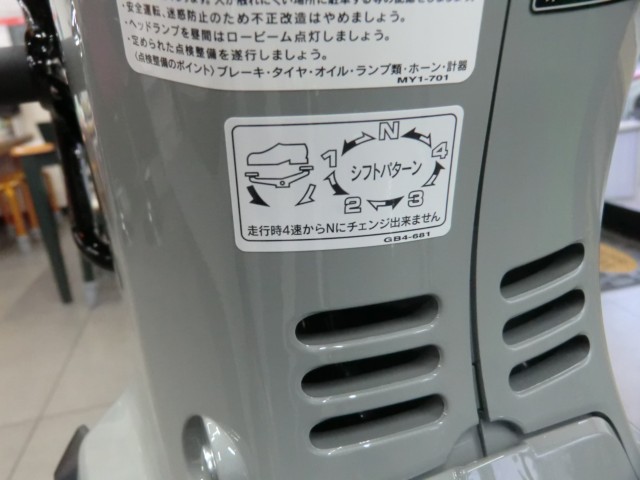 ・安全運転、迷惑防止のため不正改造はやめましょう。
・ヘッドランプを昼間はロービーム点灯しましょう。
・定められた点検整備を遂行しましょう。
〈点検整備のポイント〉ブレーキ・タイヤ・オイル・ランプ類・ホーン・計器
MY1-701
N
1
4
シフトパターン
2
3
走行時4速からNにチェンジ出来ません
GB4-681